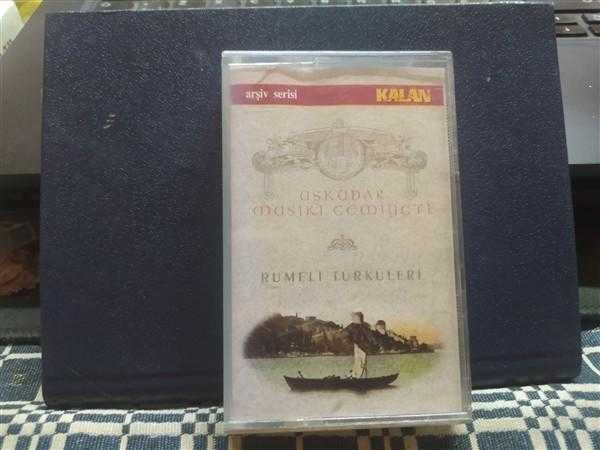 arşiv serisi KALAN
ÜSKÜDAR
MUSİKİ CEMİYETİ
RUMELİ TÜRKÜLERİ